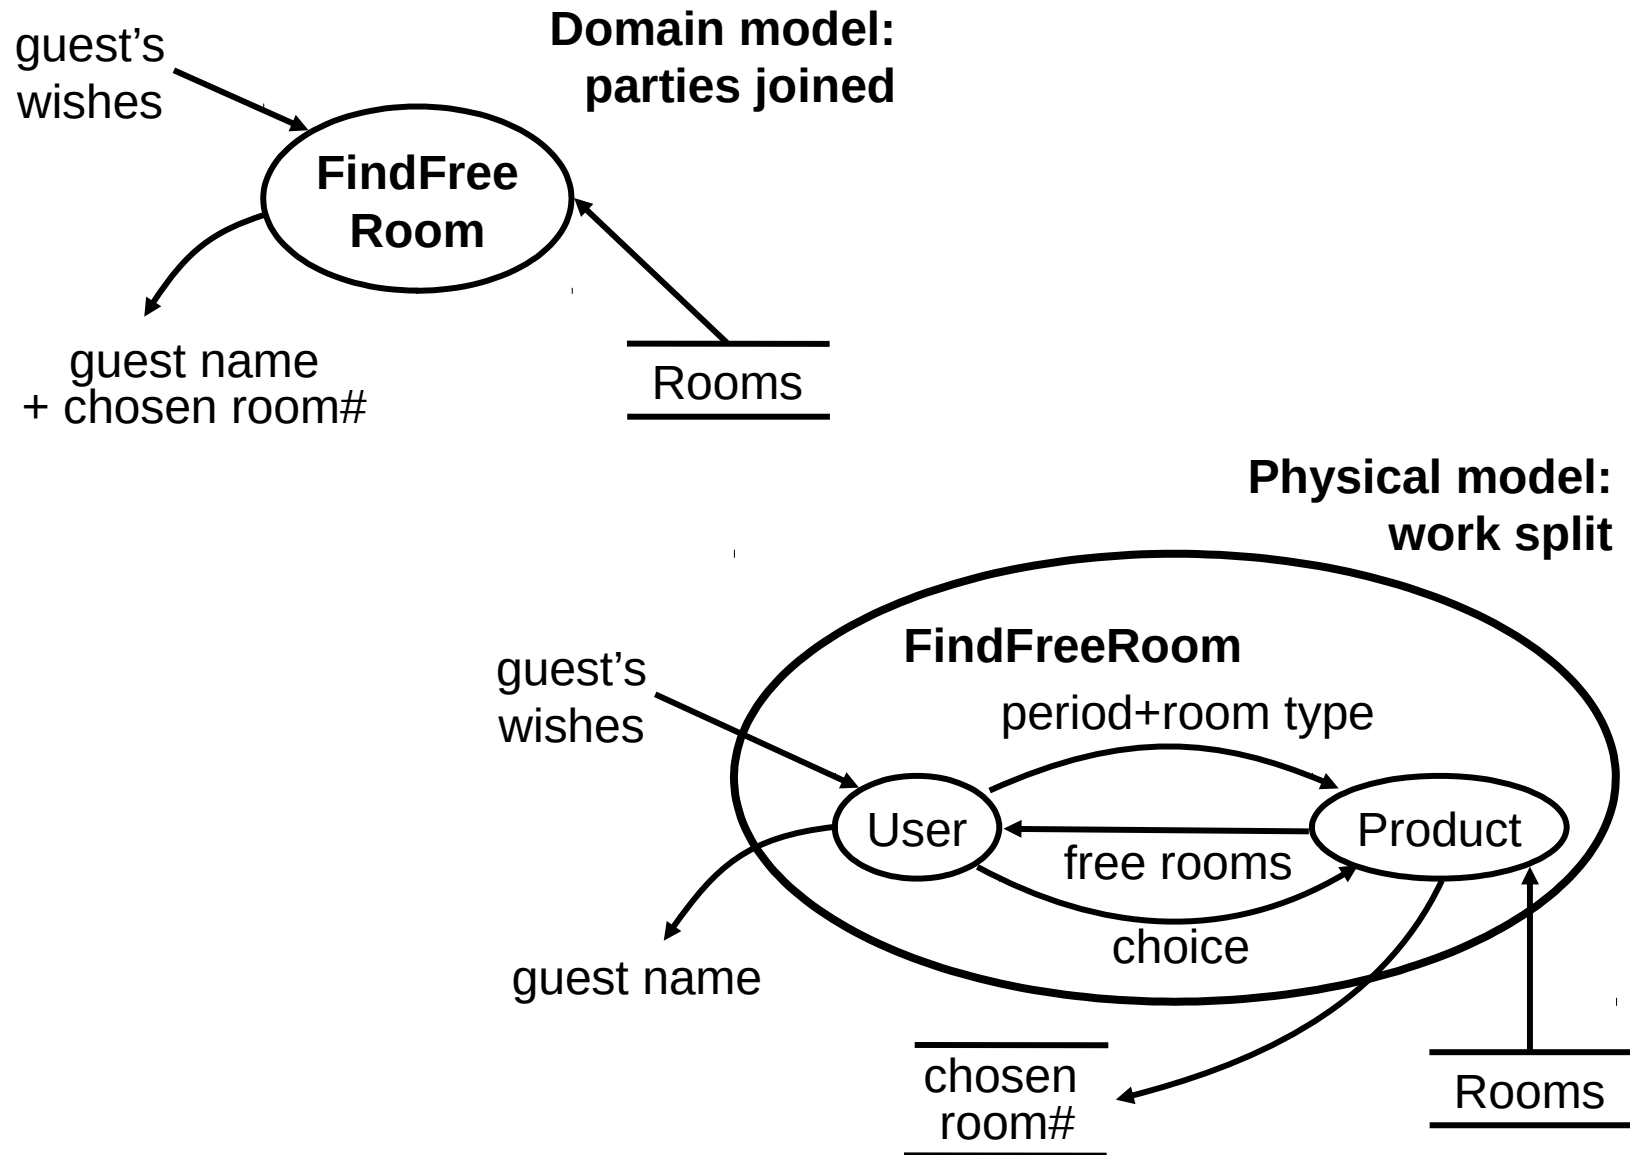 Domain model:
parties joined
guest’s
wishes
FindFree
Room
guest name
+ chosen room#
Rooms
Physical model:
work split
FindFreeRoom
guest’s
wishes
period+room type
User
Product
free rooms
choice
guest name
chosen
room#
Rooms